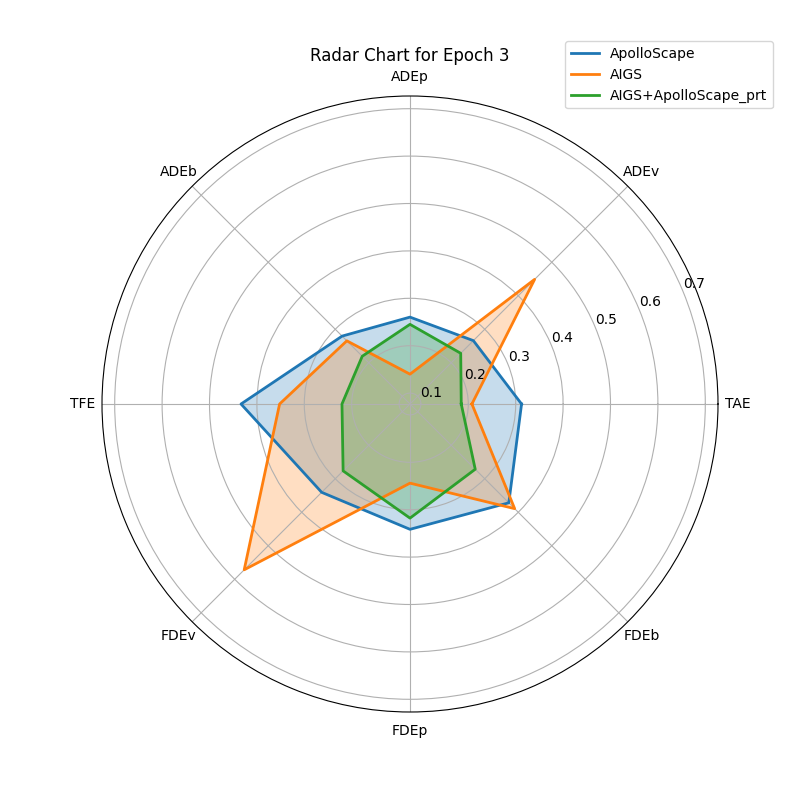 Radar Chart for Epoch 3
ApolloScape
AIGS
AIGS+ApolloScape_prt
ADEp
ADEb
ADEv
0.7
0.6
0.5
0.4
0.3
0.2
0.1
TFE
TAE
FDEv
FDEb
FDEp